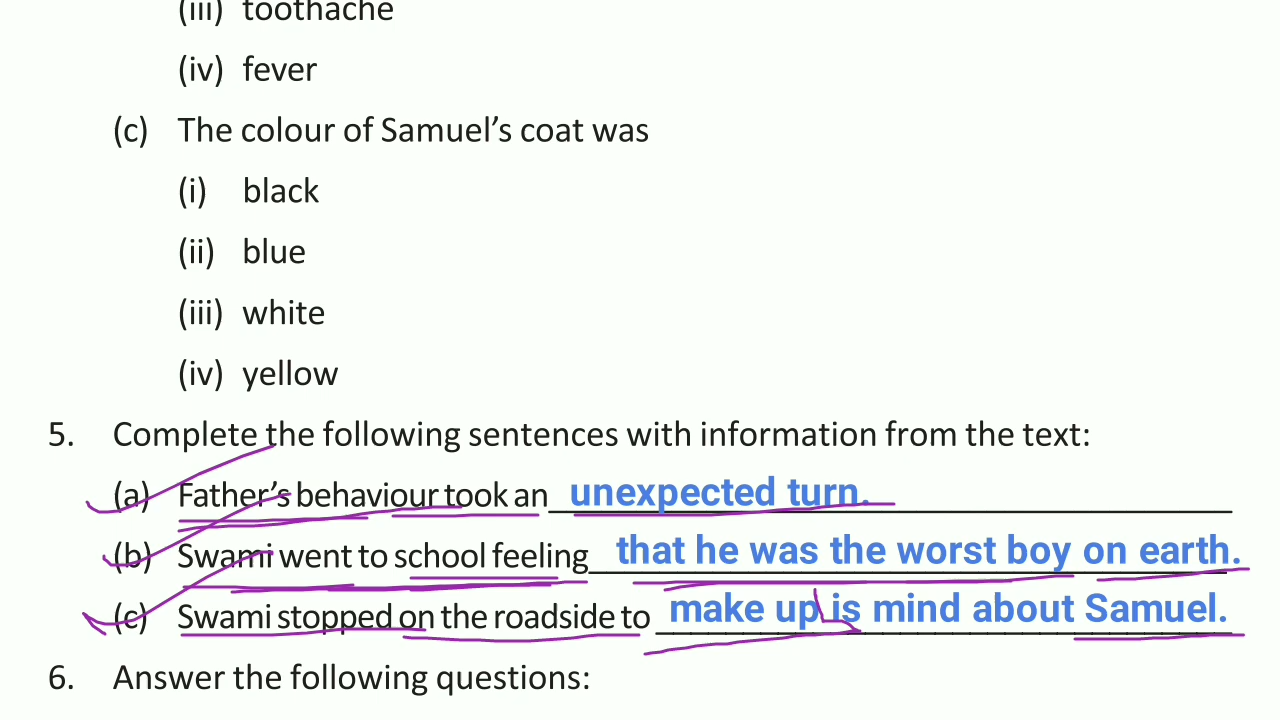 (iii) toothache
(iv) fever
(c) The colour of Samuel’s coat was
(i) black
(ii) blue
(iii) white
(iv) yellow
5. Complete the following sentences with information from the text:
(a) Father’s behaviour took an unexpected turn.
(b) Swami went to school feeling that he was the worst boy on earth.
(c) Swami stopped on the roadside to make up is mind about Samuel.
6. Answer the following questions: